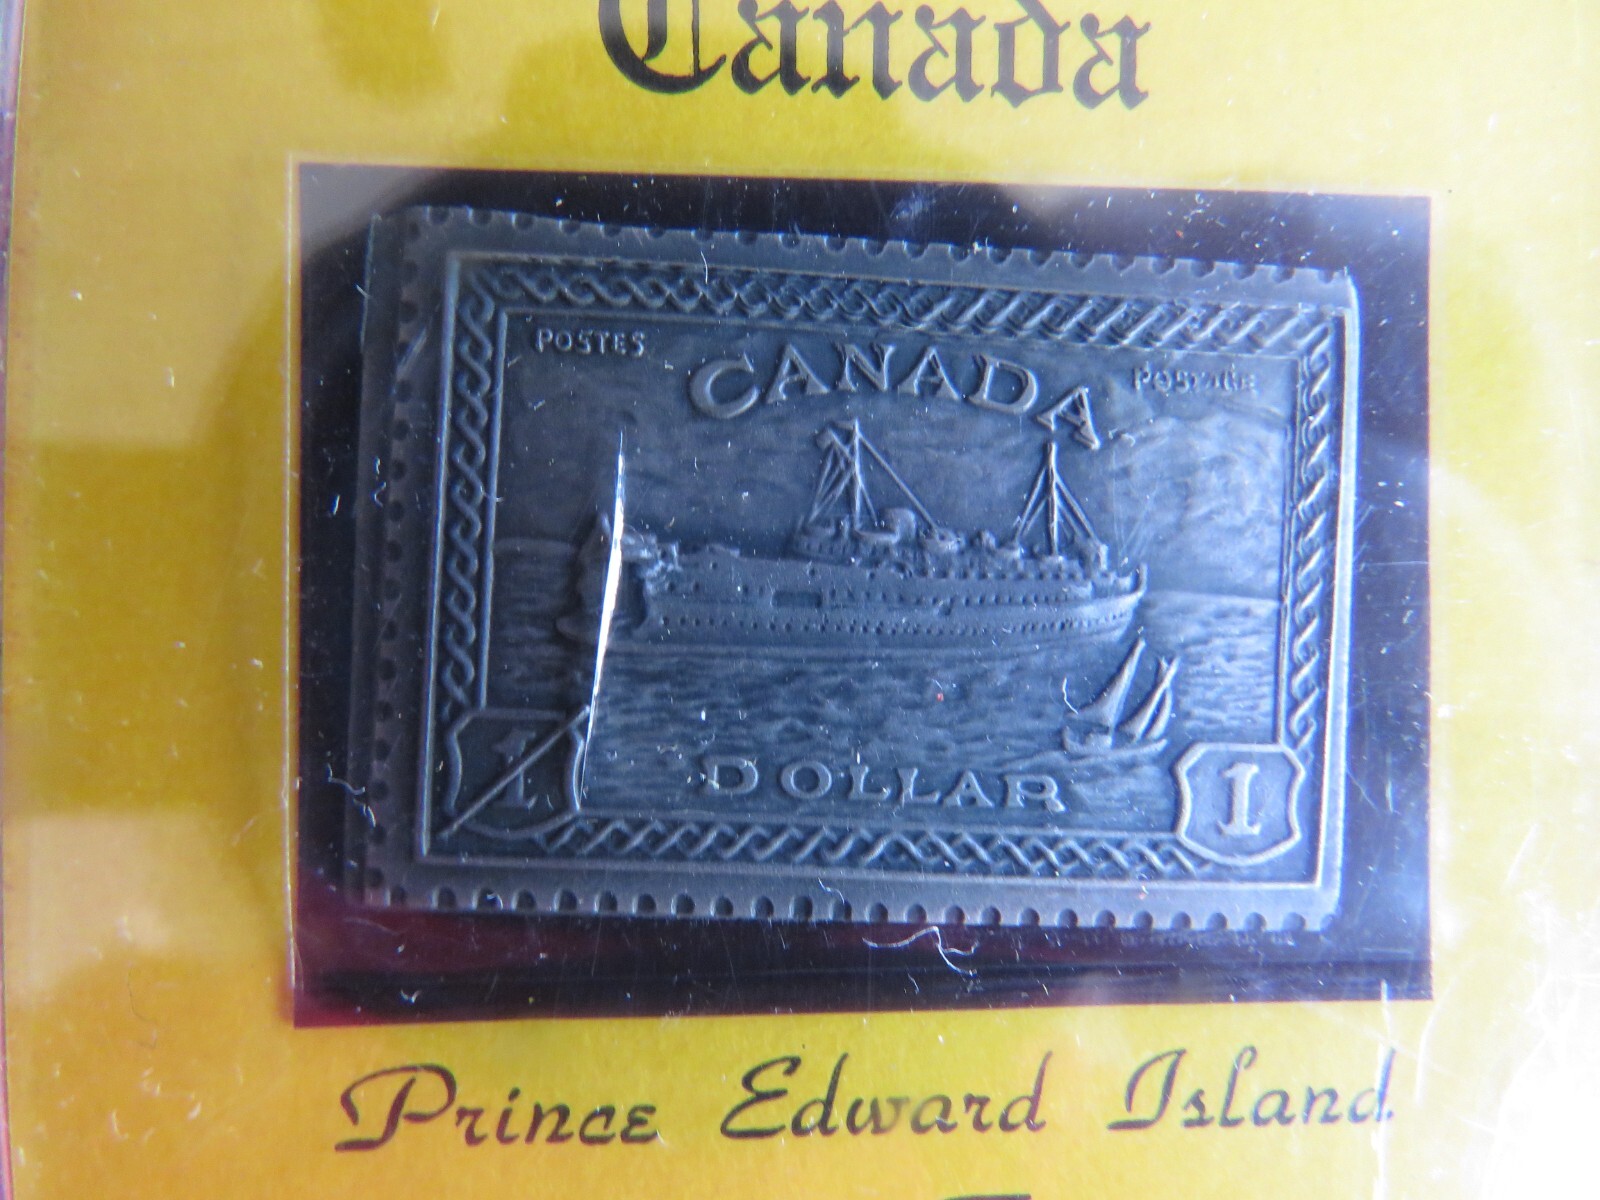 Canada
POSTES
CANADA
POSTAGE
1
DOLLAR
1
Prince Edward Island